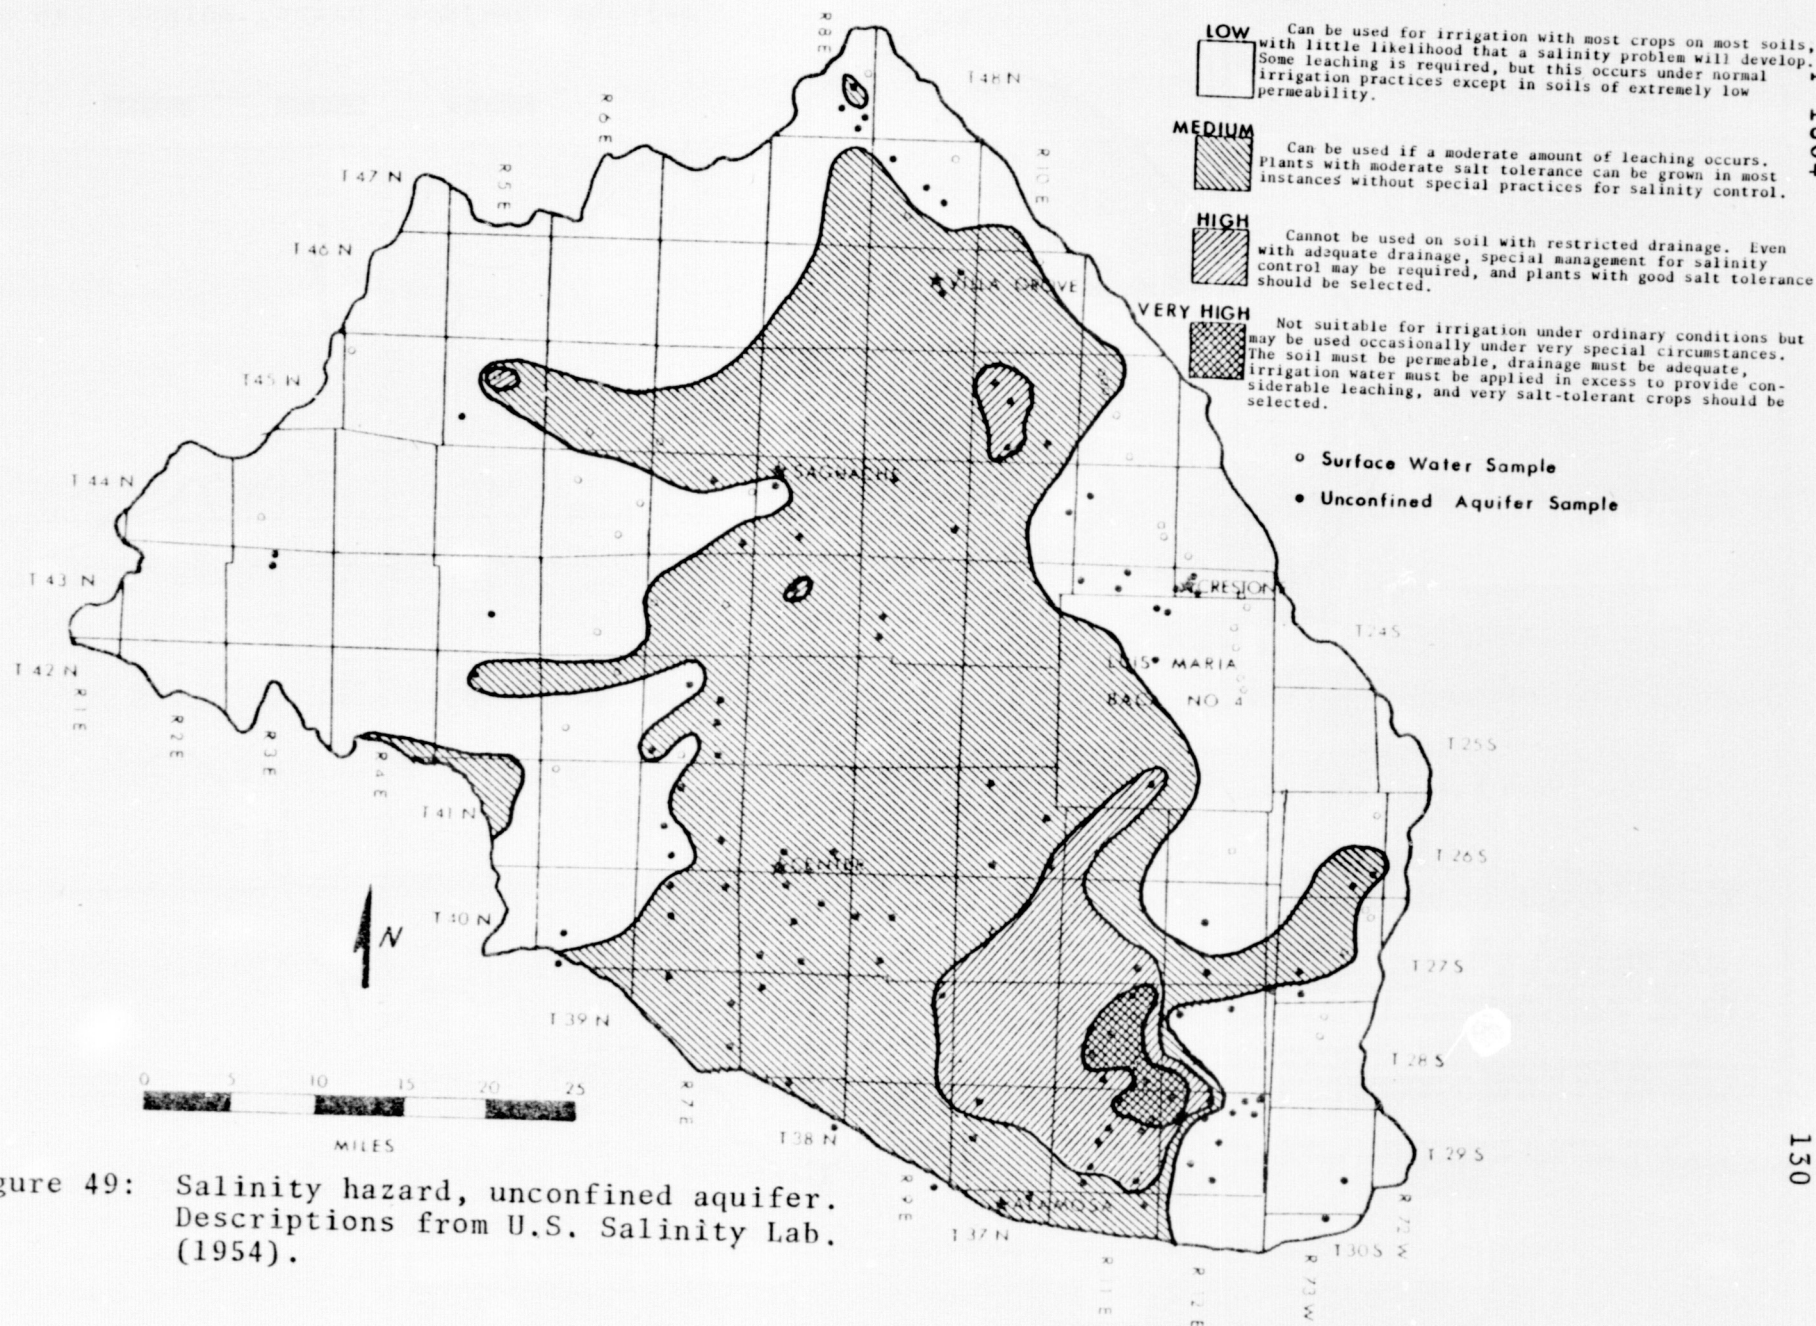 LOW
Can be used for irrigation with most crops on most soils,
with little likelihood that a salinity problem will develop.
Some leaching is required, but this occurs under normal
irrigation practices except in soils of extremely low
permeability.
MEDIUM
Can be used if a moderate amount of leaching occurs.
Plants with moderate salt tolerance can be grown in most
instances without special practices for salinity control.
HIGH
Cannot be used on soil with restricted drainage. Even
with adequate drainage, special management for salinity
control may be required, and plants with good salt tolerance
should be selected.
VERY HIGH
Not suitable for irrigation under ordinary conditions but
may be used occasionally under very special circumstances.
The soil must be permeable, drainage must be adequate,
irrigation water must be applied in excess to provide con-
siderable leaching, and very salt-tolerant crops should be
selected.
Surface Water Sample
Unconfined Aquifer Sample
R 8 E
T 48 N
R 6 E
R 5 E
R 10 E
T 47 N
T 46 N
VILLA GROVE
T 45 N
SAGUACHE
T 44 N
T 43 N
CRESTONE
T 24 S
T 42 N
LUIS MARIA
BACA NO 4
R 1 E
R 2 E
R 3 E
R 4 E
T 25 S
T 41 N
T 26 S
CENTER
T 40 N
N
T 27 S
T 39 N
T 28 S
0 5 10 15 20 25
MILES
R 7 E
T 38 N
T 29 S
R 9 E
ALAMOSA
T 37 N
R 72 W
T 30 S
R 11 E
R 12 E
R 73 W
gure 49: Salinity hazard, unconfined aquifer.
Descriptions from U.S. Salinity Lab.
(1954).
130